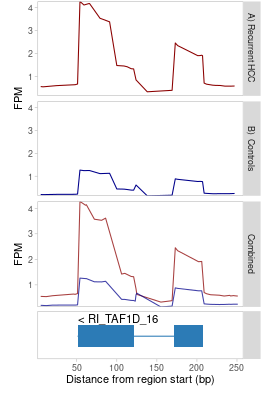 4
3
2
1
A) Recurrent HCC
FPM
4
3
2
1
B) Controls
4
3
2
1
FPM
Combined
< RI_TAF1D_16
50 100 150 200 250
Distance from region start (bp)